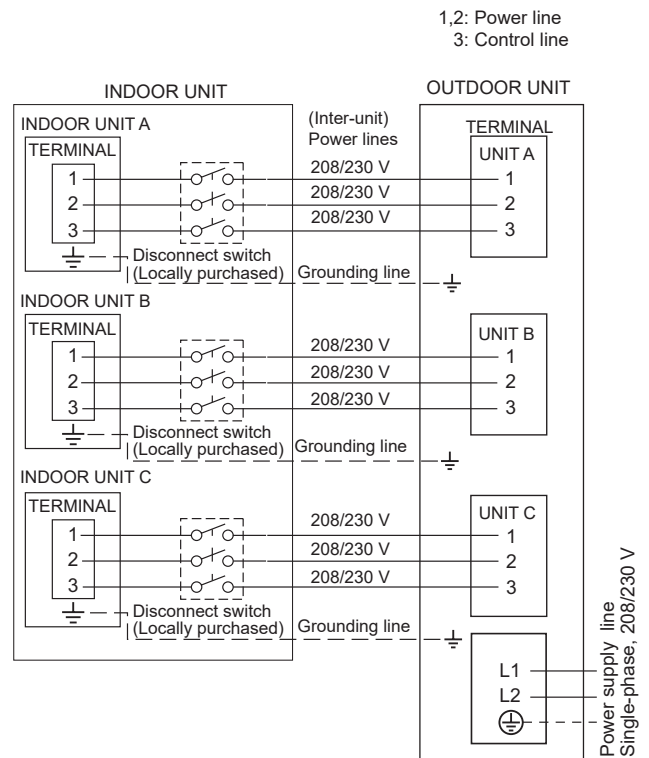 1,2: Power line
3: Control line
INDOOR UNIT
OUTDOOR UNIT
INDOOR UNIT A
TERMINAL
1
2
3
(Inter-unit)
Power lines
208/230 V
208/230 V
208/230 V
TERMINAL
UNIT A
1
2
3
Disconnect switch
(Locally purchased)
Grounding line
INDOOR UNIT B
TERMINAL
1
2
3
208/230 V
208/230 V
208/230 V
UNIT B
1
2
3
Disconnect switch
(Locally purchased)
Grounding line
INDOOR UNIT C
TERMINAL
1
2
3
208/230 V
208/230 V
208/230 V
UNIT C
1
2
3
Disconnect switch
(Locally purchased)
Grounding line
L1
L2
Power supply line
Single-phase, 208/230 V